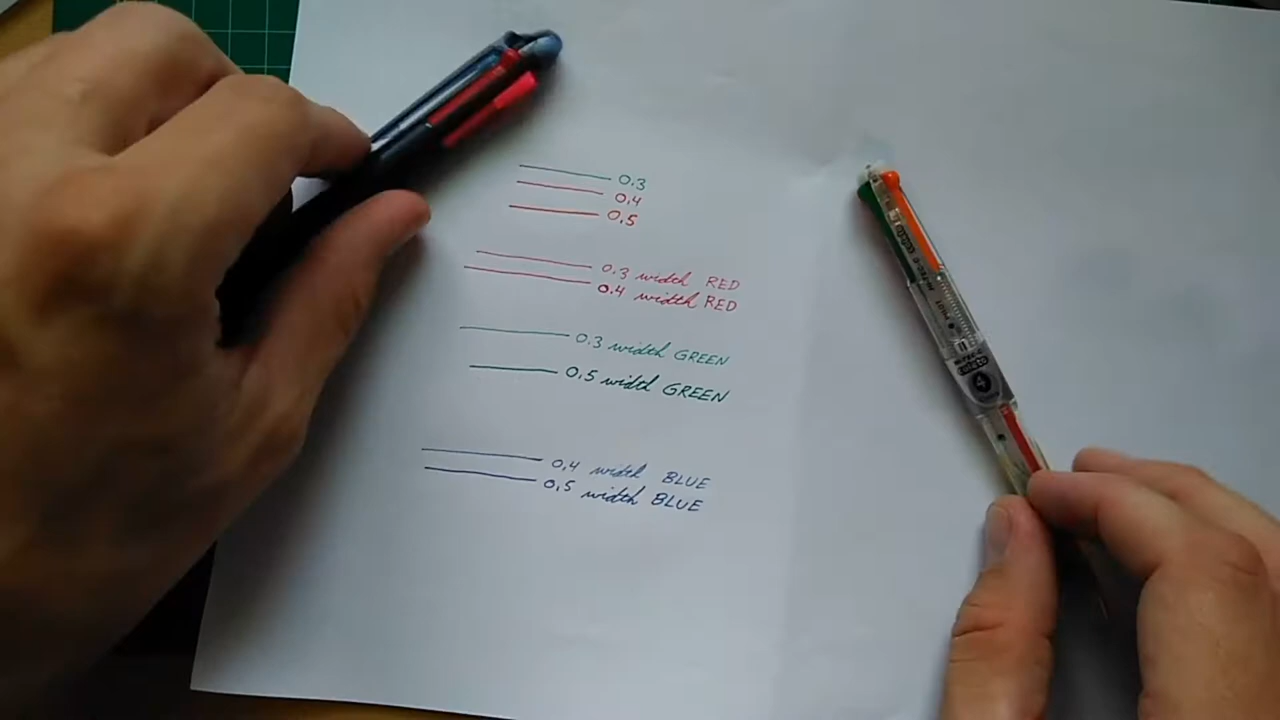 0.3
0.4
0.5
0.3 width RED
0.4 width RED
0.3 width GREEN
0.5 width GREEN
0.4 width BLUE
0.5 width BLUE